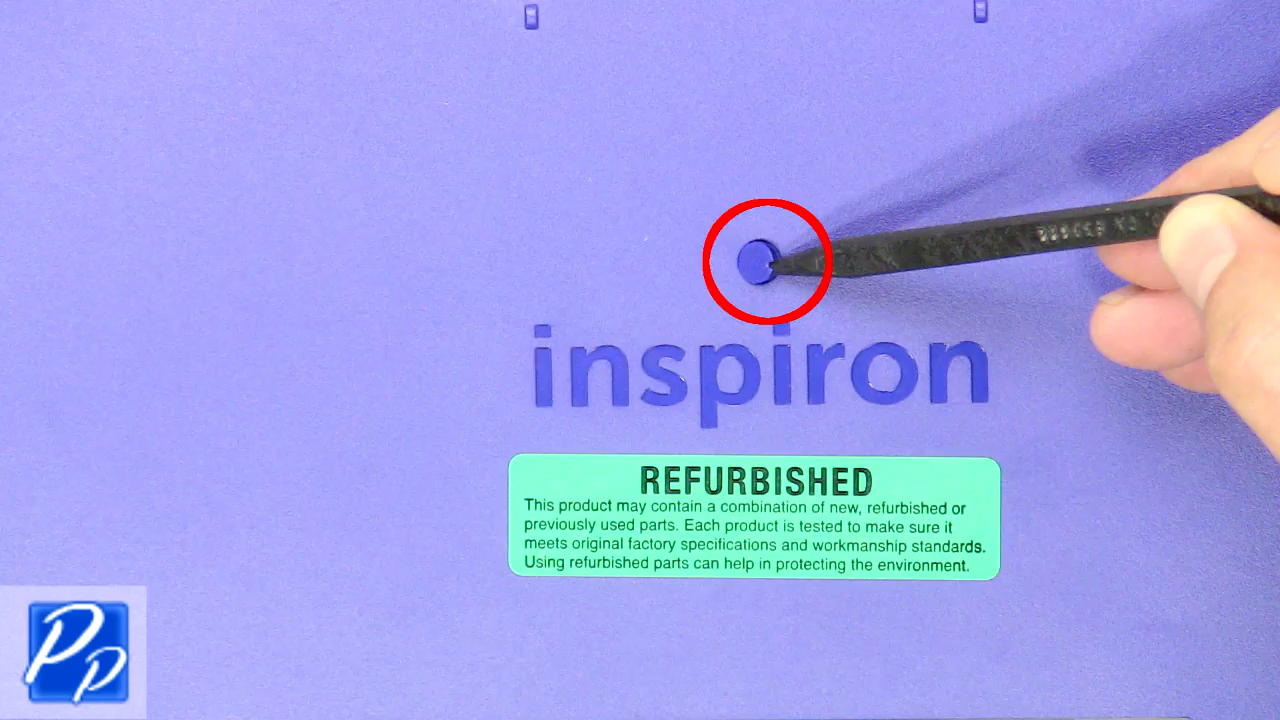 inspiron
REFURBISHED
This product may contain a combination of new, refurbished or
previously used parts. Each product is tested to make sure it
meets original factory specifications and workmanship standards.
Using refurbished parts can help in protecting the environment.
PP